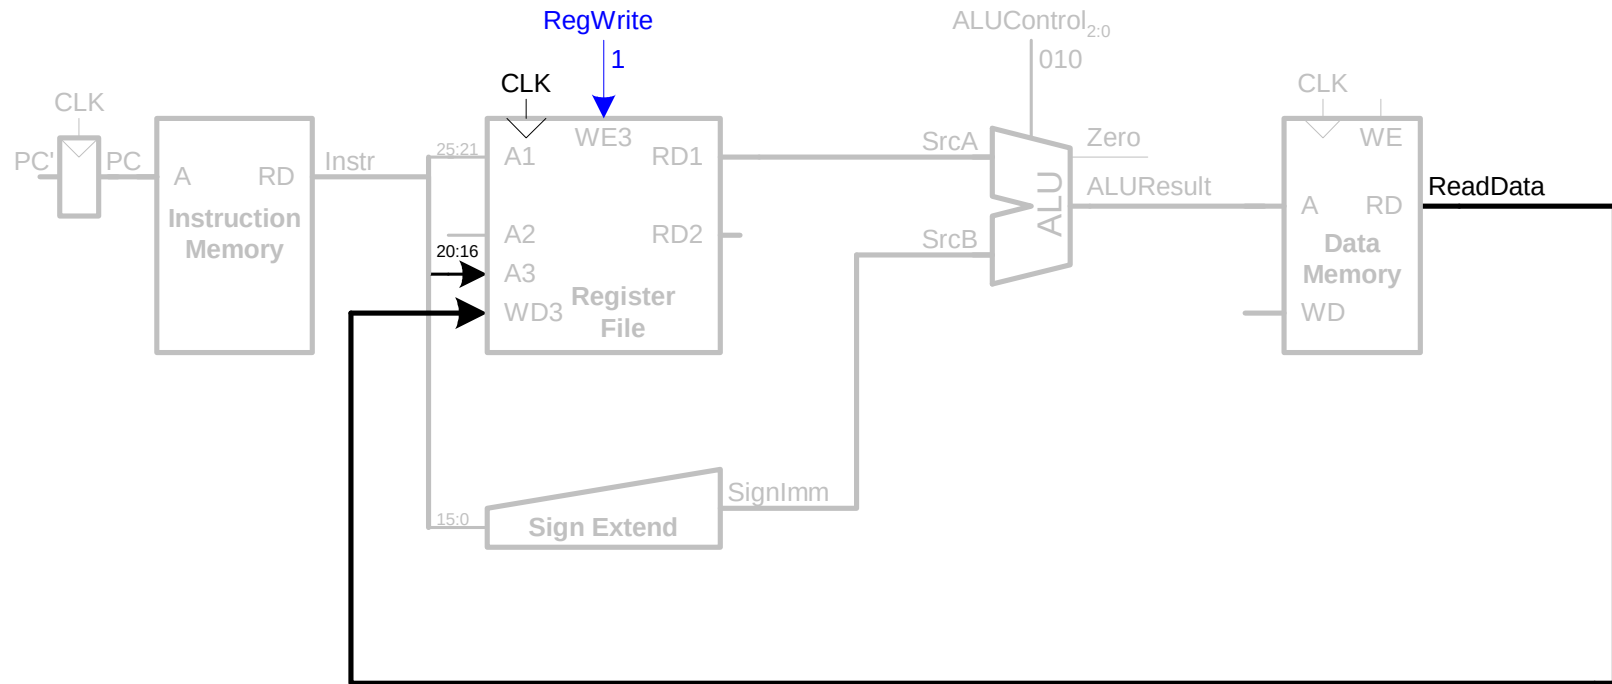 RegWrite
ALUControl2:0
1
010
CLK
CLK
CLK
PC'
PC
A
RD
Instruction
Memory
Instr
25:21
A1
WE3
RD1
A2
RD2
20:16
A3
WD3
Register
File
SrcA
SrcB
ALU
Zero
ALUResult
WE
A
RD
Data
Memory
WD
ReadData
15:0
Sign Extend
SignImm